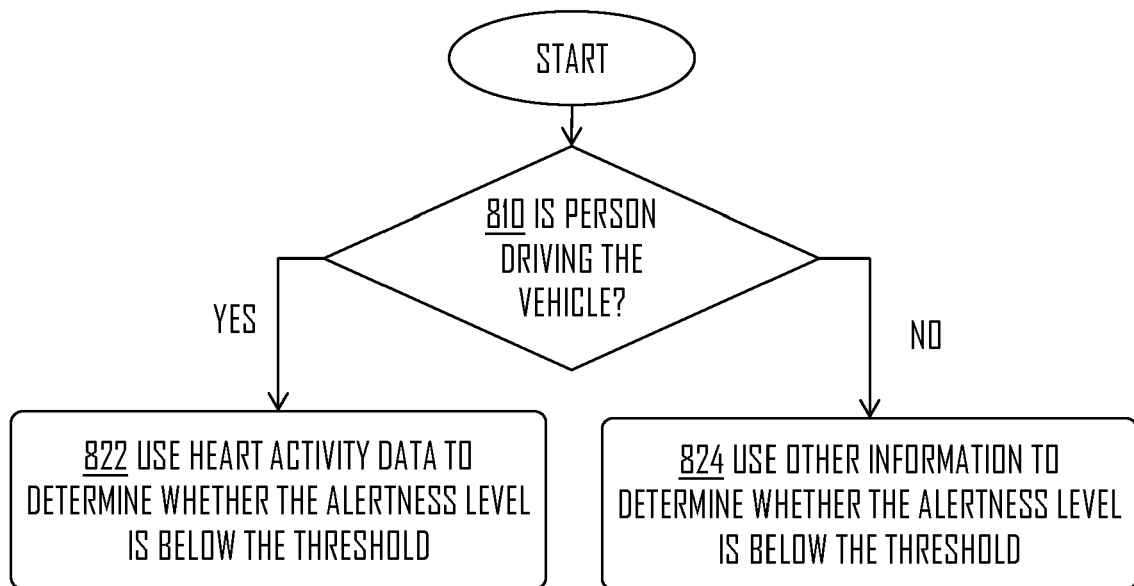 START
810 IS PERSON
DRIVING THE
VEHICLE?
YES
NO
822 USE HEART ACTIVITY DATA TO
DETERMINE WHETHER THE ALERTNESS LEVEL
IS BELOW THE THRESHOLD
824 USE OTHER INFORMATION TO
DETERMINE WHETHER THE ALERTNESS LEVEL
IS BELOW THE THRESHOLD